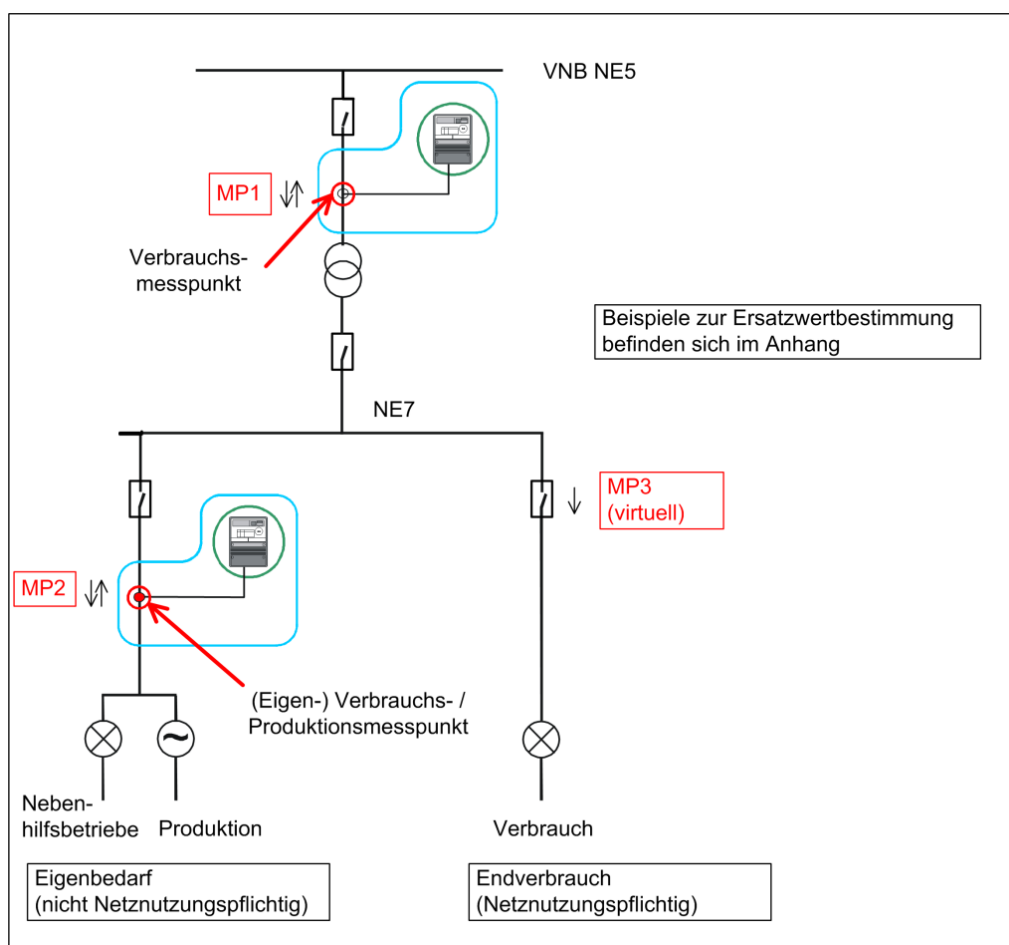 VNB NE5
MP1
Verbrauchs-
messpunkt
Beispiele zur Ersatzwertbestimmung
befinden sich im Anhang
NE7
MP3
(virtuell)
MP2
(Eigen-) Verbrauchs- /
Produktionsmesspunkt
Neben-
hilfsbetriebe
Produktion
Verbrauch
Eigenbedarf
(nicht Netznutzungspflichtig)
Endverbrauch
(Netznutzungspflichtig)